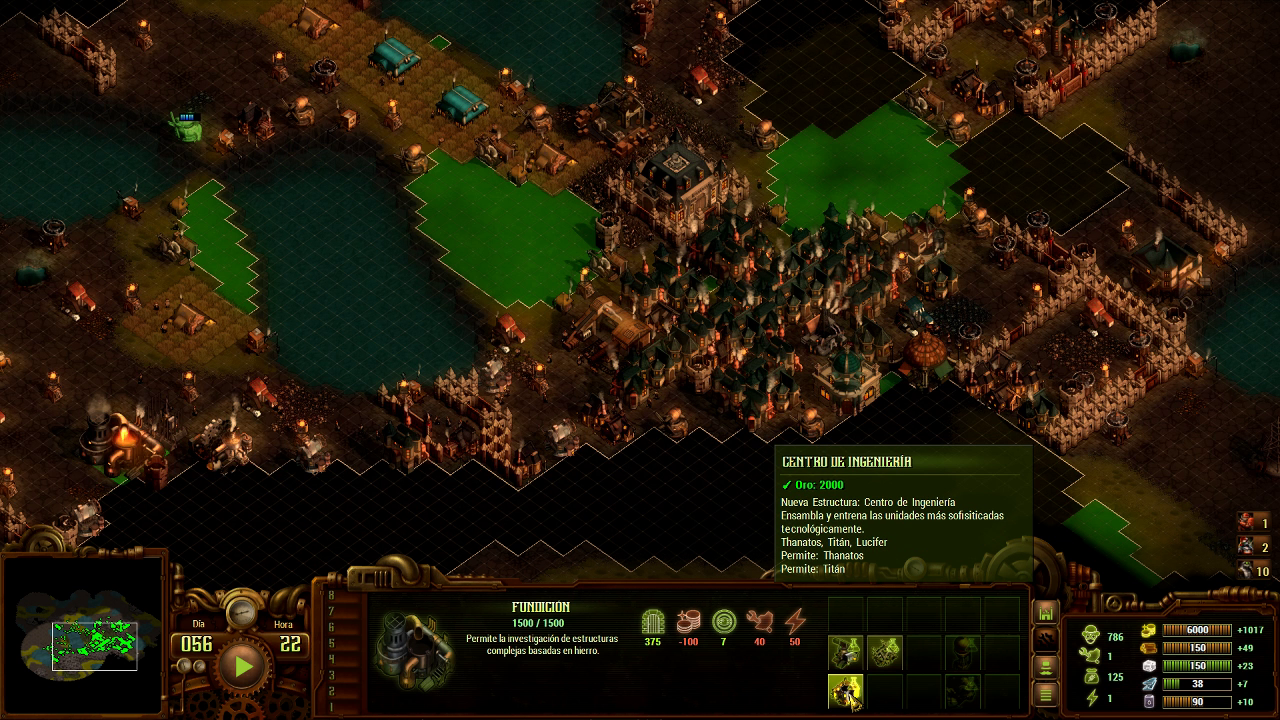 CENTRO DE INGENIERÍA
✓ Oro: 2000
Nueva Estructura: Centro de Ingeniería
Ensambla y entrena las unidades más sofisiticadas
tecnológicamente.
Thanatos, Titán, Lucifer
Permite: Thanatos
Permite: Titán
1
2
10
Día
Hora
056
22
8
7
6
5
4
3
2
1
FUNDICIÓN
1500 / 1500
Permite la investigación de estructuras
complejas basadas en hierro.
375 -100 7 40 50
786
1
125
1
6000 +1017
150 +49
150 +23
38 +7
90 +10